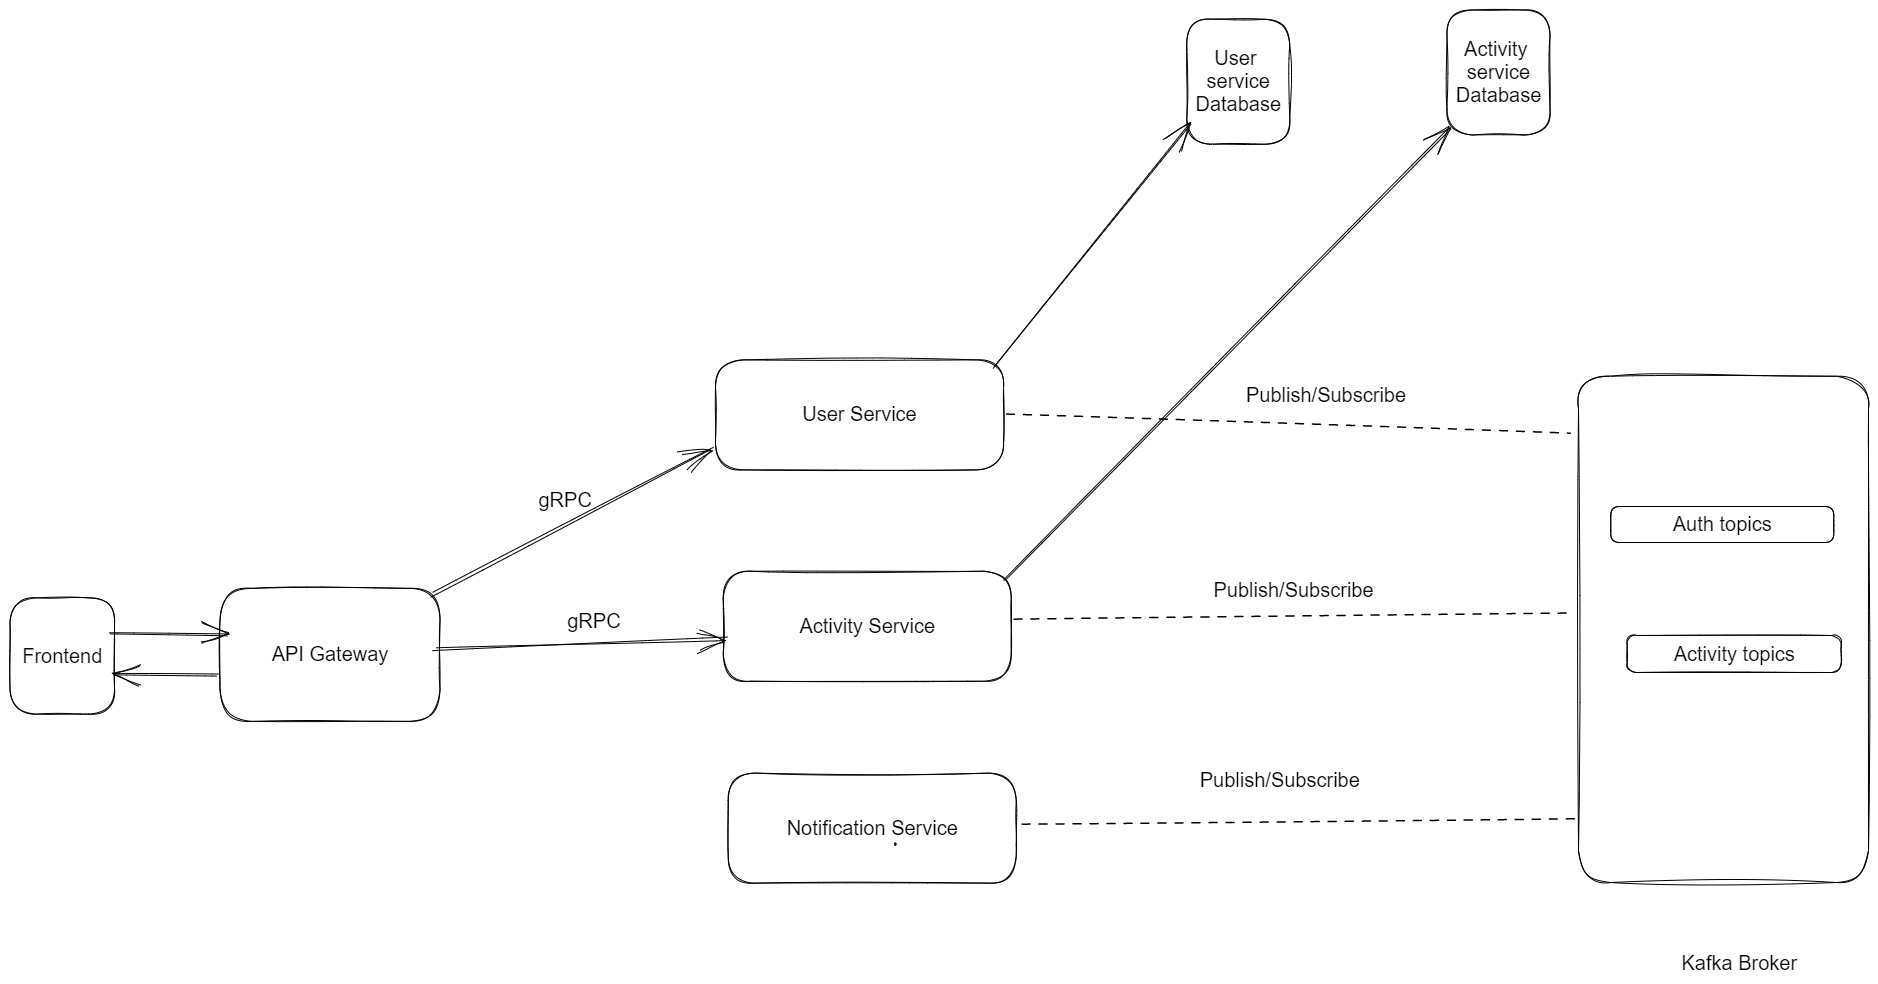 User
service
Database
Activity
service
Database
User Service
Publish/Subscribe
gRPC
Auth topics
Publish/Subscribe
gRPC
Activity Service
Frontend
API Gateway
Activity topics
Publish/Subscribe
Notification Service
Kafka Broker